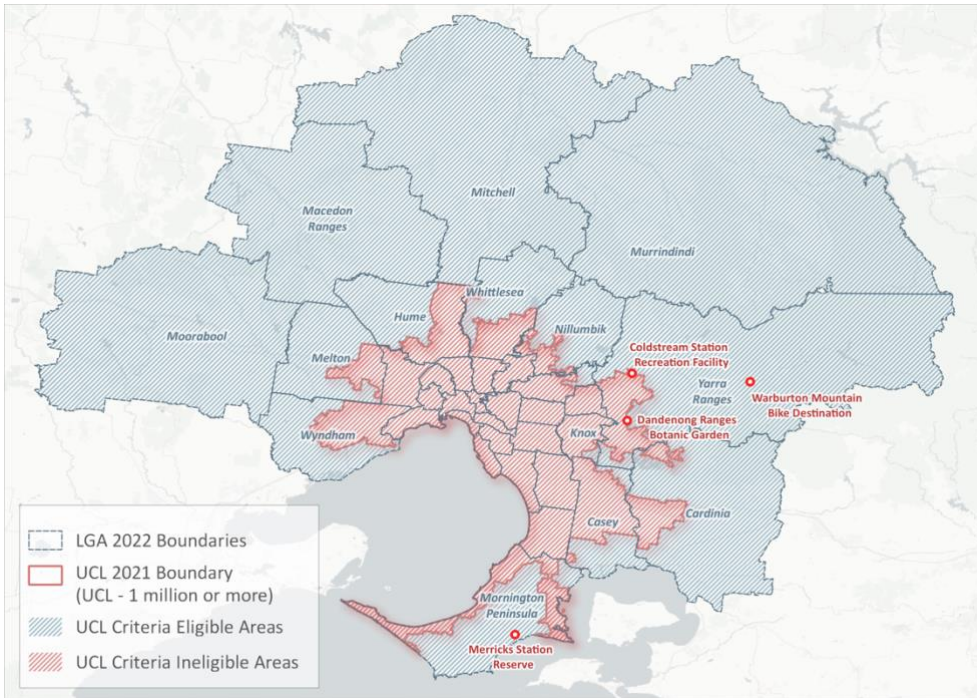 Mitchell
Macedon
Ranges
Murrindindi
Whittlesea
Hume
Nillumbik
Moorabool
Melton
Coldstream Station
Recreation Facility
Yarra
Ranges
Warburton Mountain
Bike Destination
Dandenong Ranges
Botanic Garden
Knox
Wyndham
Casey
Cardinia
Mornington
Peninsula
Merricks Station
Reserve
LGA 2022 Boundaries
UCL 2021 Boundary
(UCL - 1 million or more)
UCL Criteria Eligible Areas
UCL Criteria Ineligible Areas